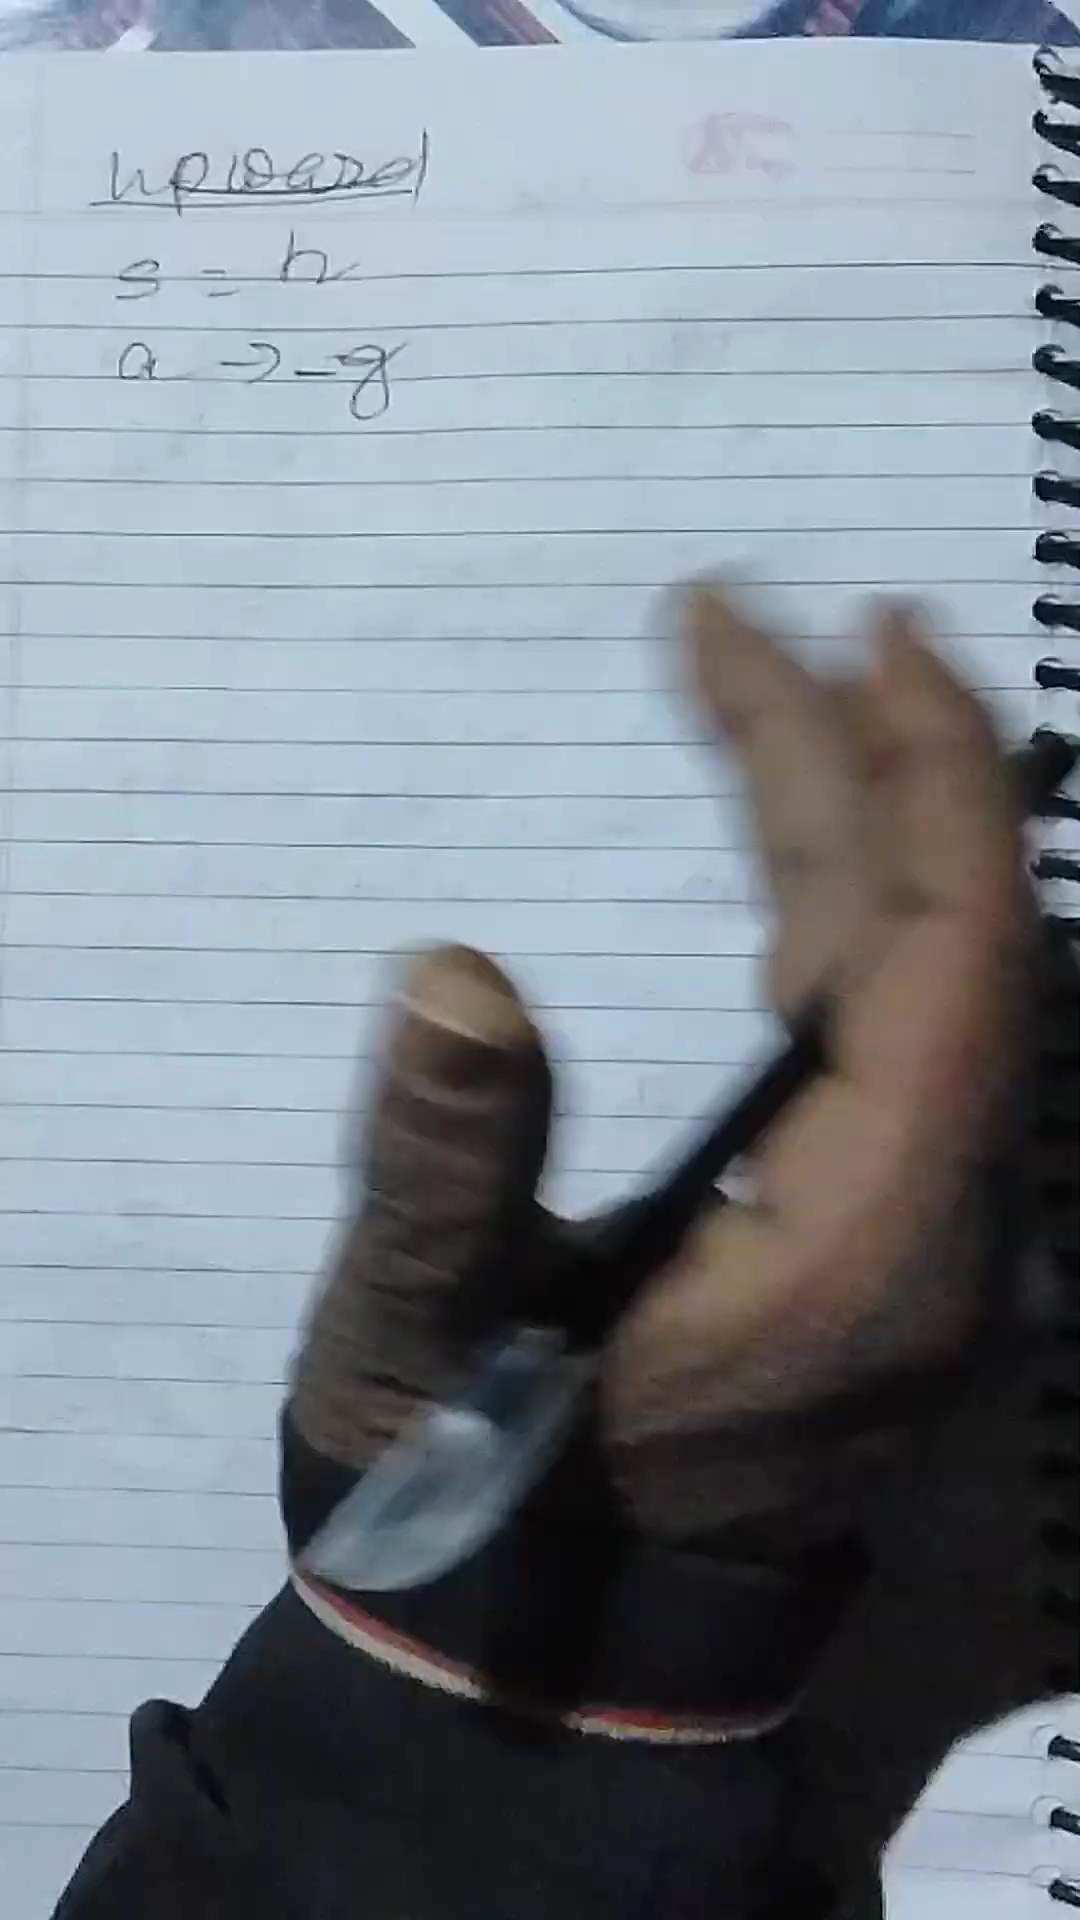 upward
s = h
a → -g